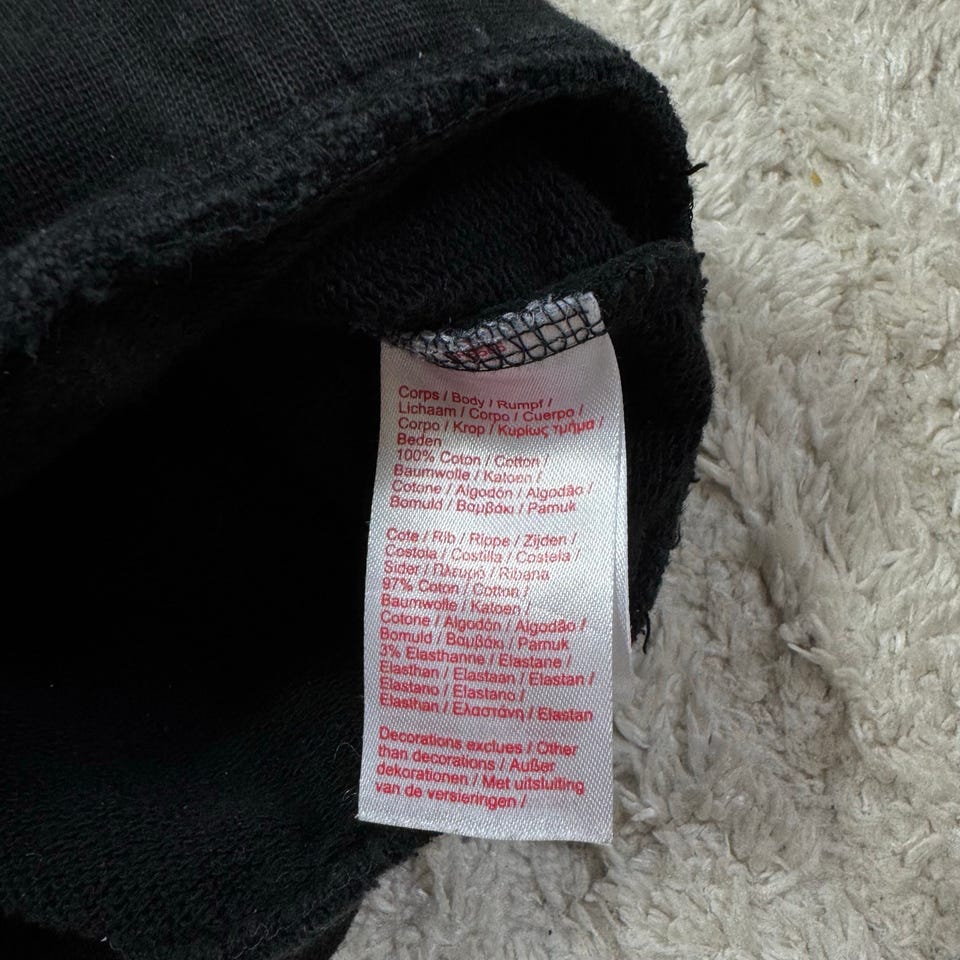 Corps / Body / Rumpf /
Lichaam / Corpo / Cuerpo /
Corpo / Krop / Κυρίως τμήμα /
Beden
100% Coton / Cotton /
Baumwolle / Katoen /
Cotone / Algodón / Algodão /
Bomuld / Βαμβάκι / Pamuk
Cote / Rib / Rippe / Zijden /
Costola / Costilla / Costela /
Sider / Πλευρό / Ribana
97% Coton / Cotton /
Baumwolle / Katoen /
Cotone / Algodón / Algodão /
Bomuld / Βαμβάκι / Pamuk
3% Elasthanne / Elastane /
Elasthan / Elastaan / Elastan /
Elastano / Elastano /
Elasthan / Ελαστάνη / Elastan
Decorations exclues / Other
than decorations / Außer
dekorationen / Met uitsluiting
van de versieringen /